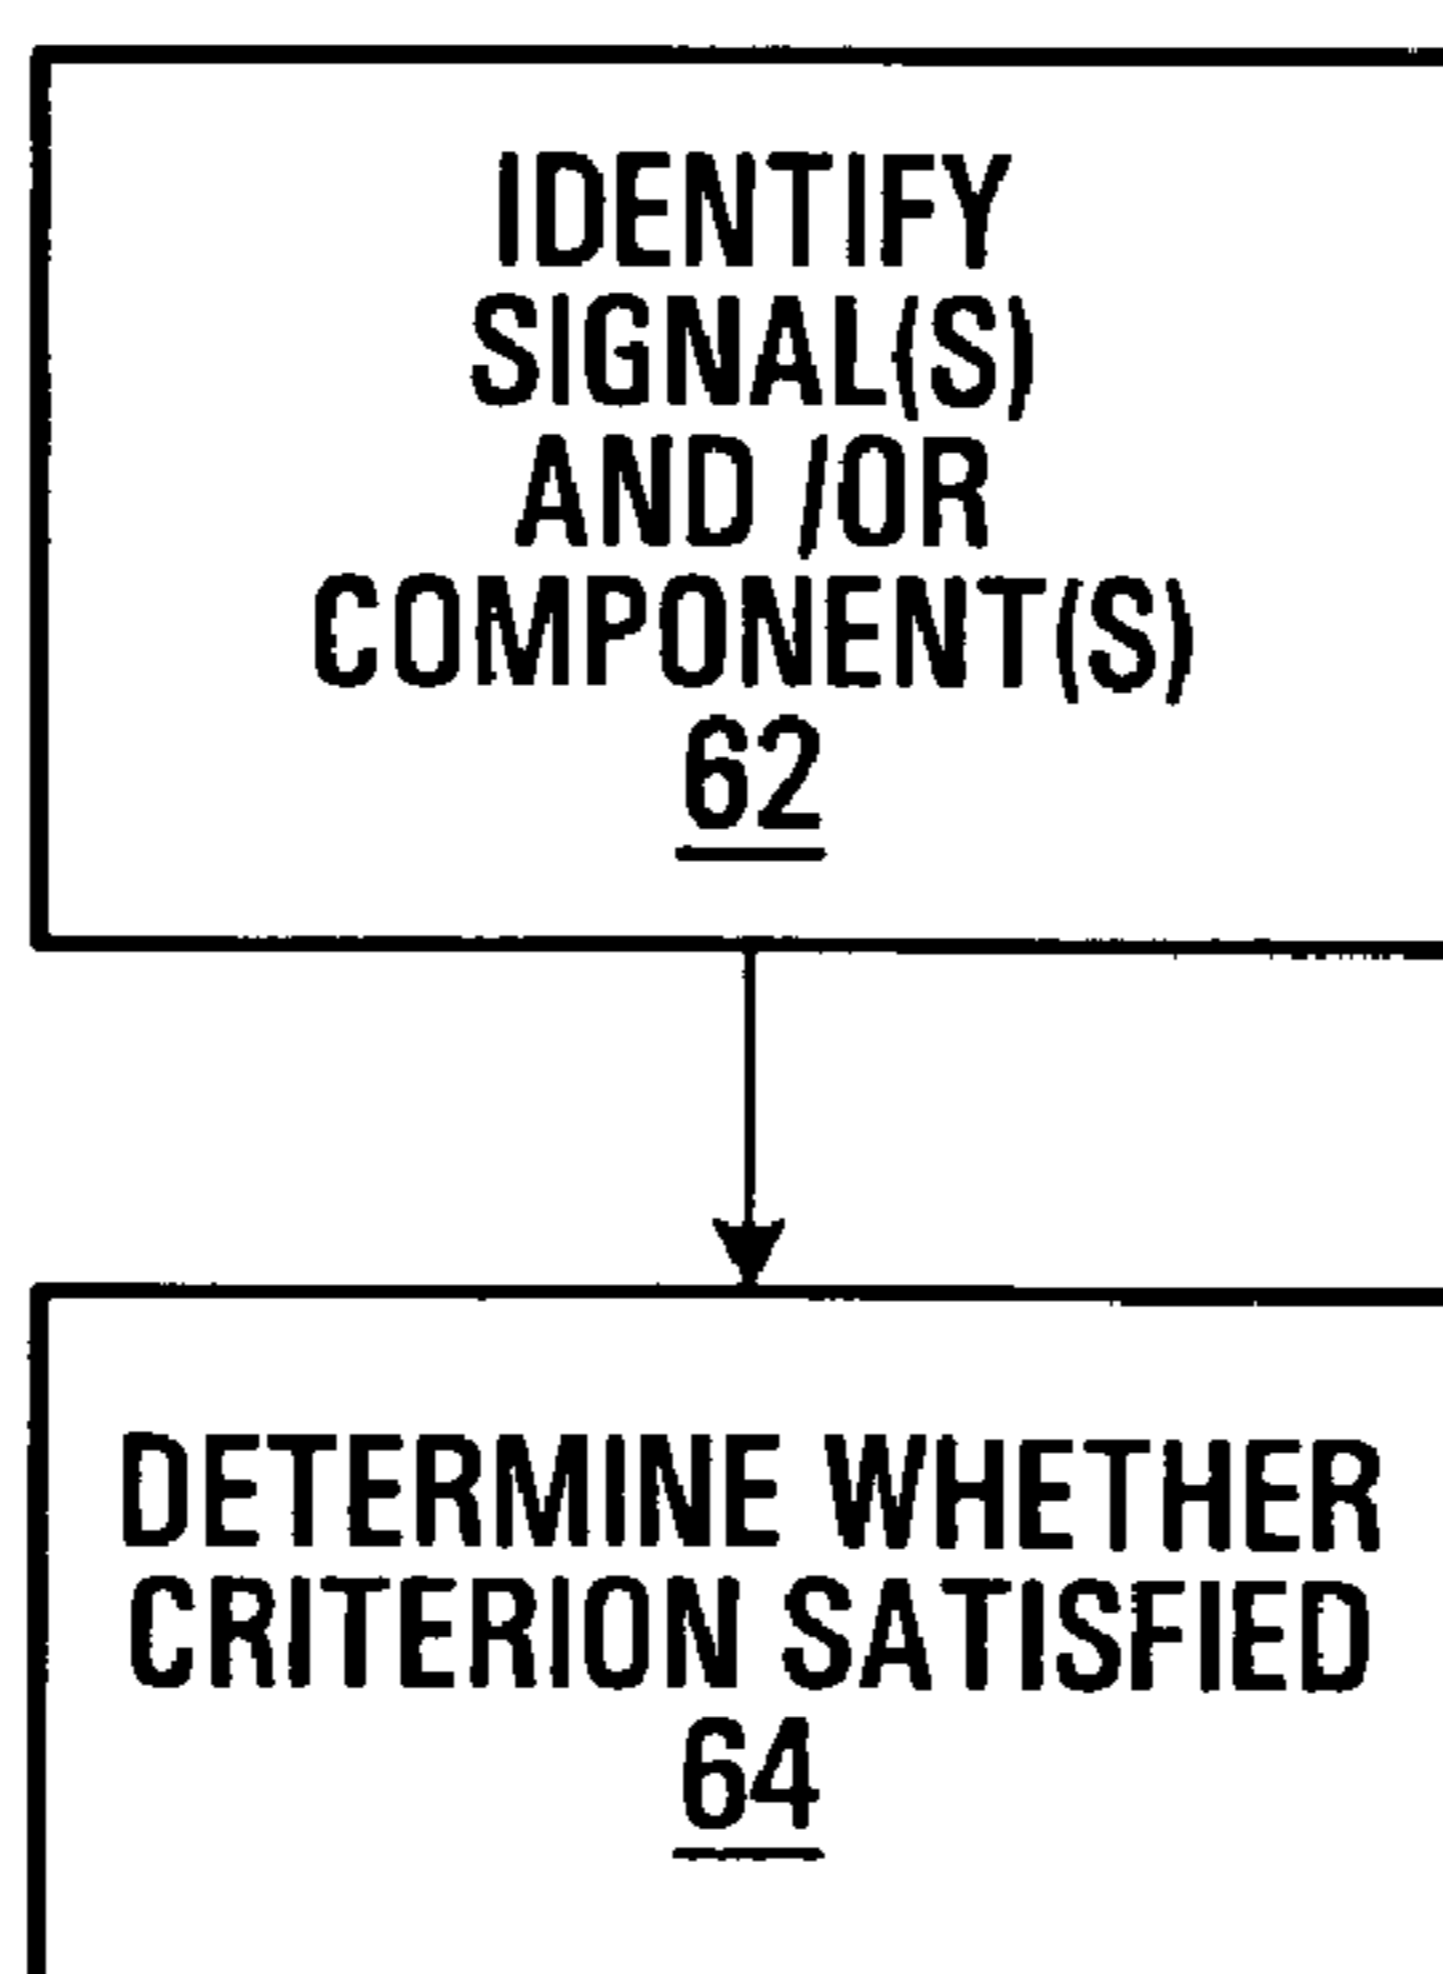 IDENTIFY
SIGNAL(S)
AND /OR
COMPONENT(S)
62
DETERMINE WHETHER
CRITERION SATISFIED
64